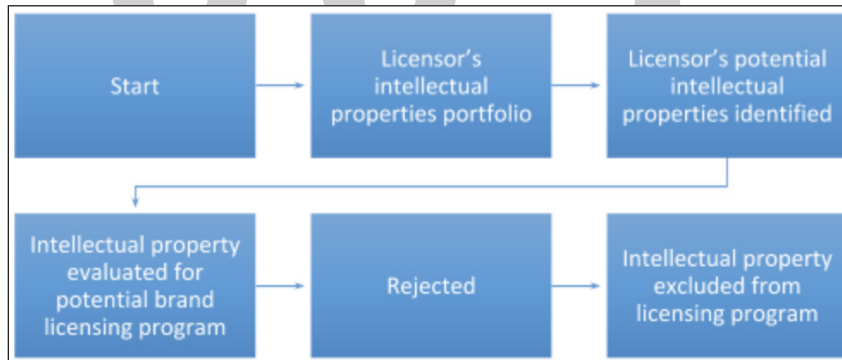 Start
Licensor's
intellectual
properties portfolio
Licensor's potential
intellectual
properties identified
Intellectual property
evaluated for
potential brand
licensing program
Rejected
Intellectual property
excluded from
licensing program